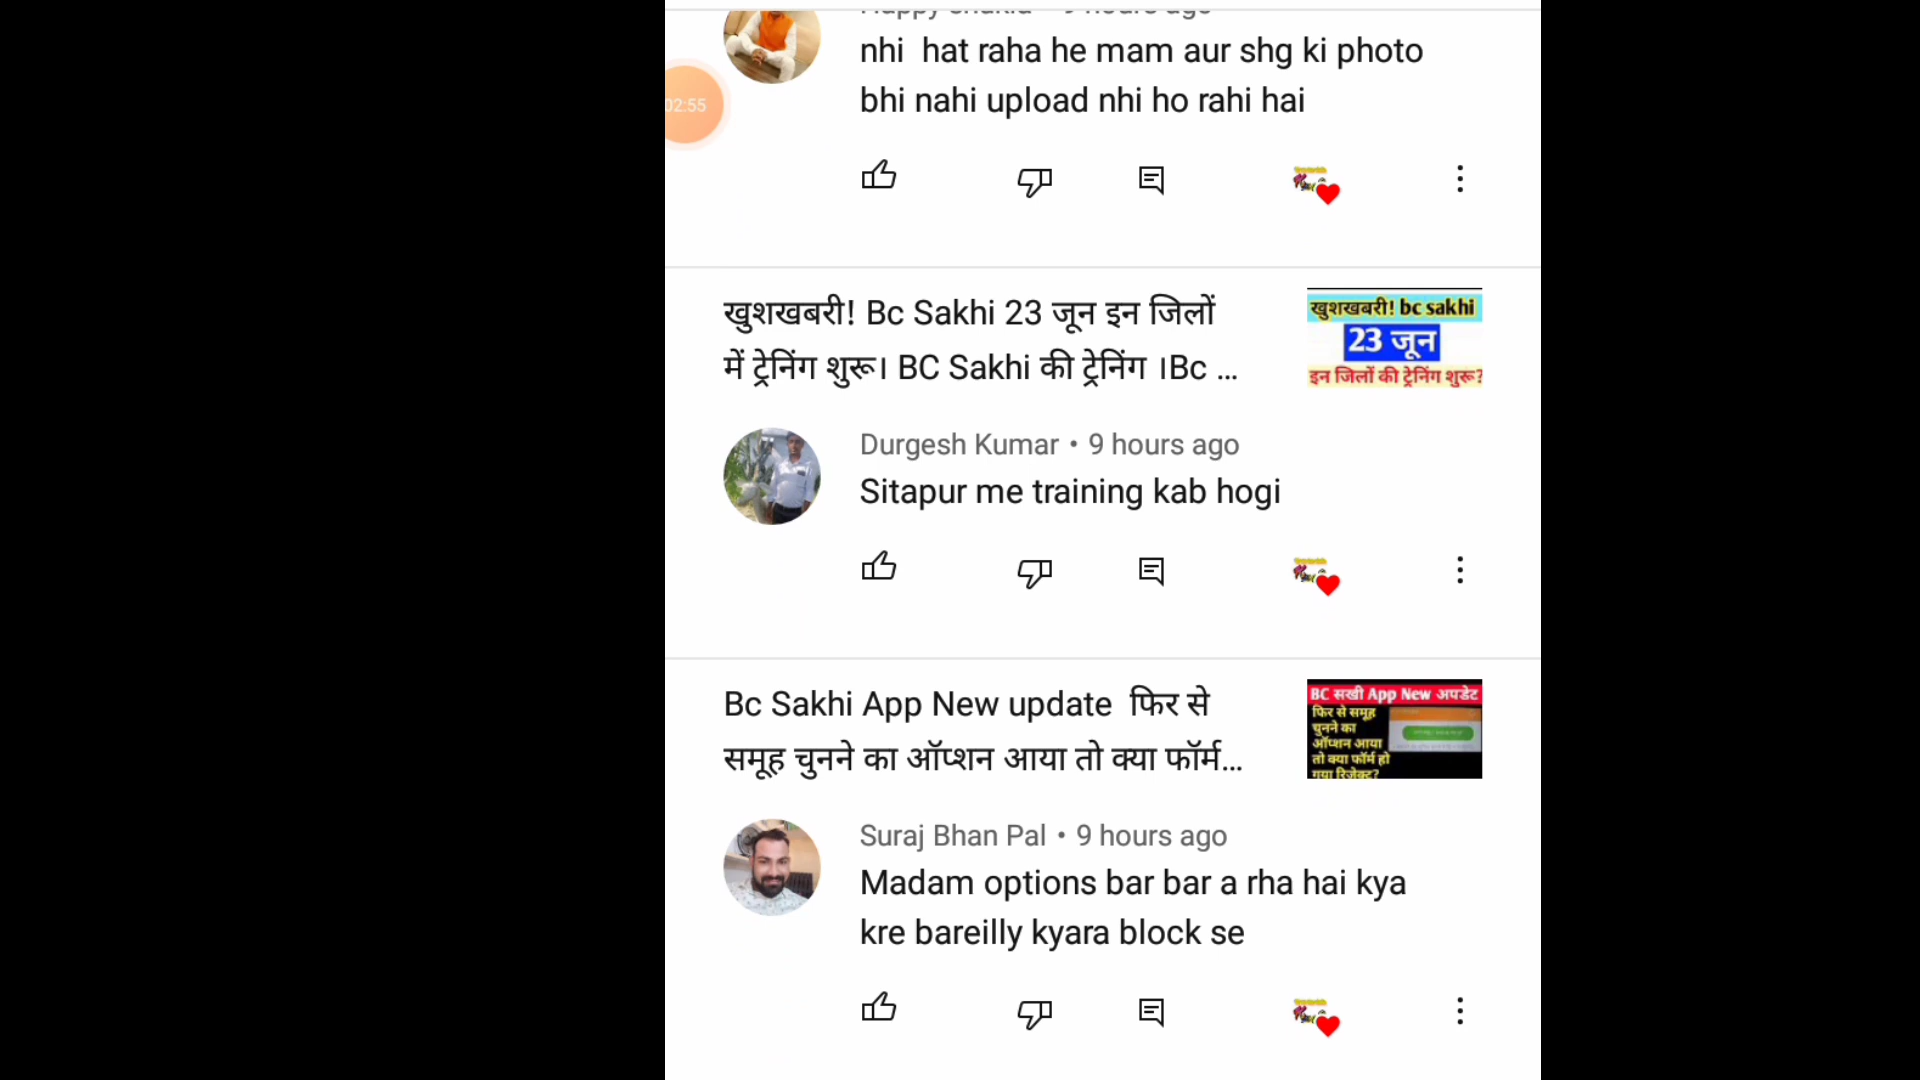 nhi hat raha he mam aur shg ki photo
bhi nahi upload nhi ho rahi hai
02:55
खुशखबरी! Bc Sakhi 23 जून इन जिलों
में ट्रेनिंग शुरू। BC Sakhi की ट्रेनिंग ।Bc ...
खुशखबरी! bc sakhi
23 जून
इन जिलों की ट्रेनिंग शुरू?
Durgesh Kumar • 9 hours ago
Sitapur me training kab hogi
Bc Sakhi App New update फिर से
समूह चुनने का ऑप्शन आया तो क्या फॉर्म...
BC सखी App New अपडेट
फिर से समूह
चुनने का
ऑप्शन आया
तो क्या फॉर्म हो
गया रिजेक्ट?
Suraj Bhan Pal • 9 hours ago
Madam options bar bar a rha hai kya
kre bareilly kyara block se